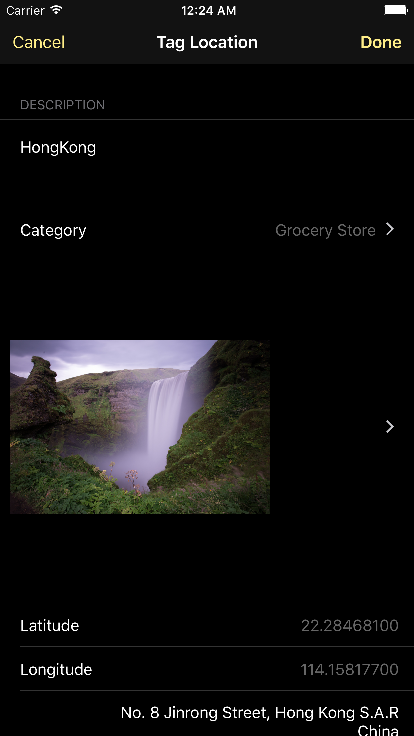 Carrier 12:24 AM
Cancel Tag Location Done
DESCRIPTION
HongKong
Category Grocery Store
Latitude 22.28468100
Longitude 114.15817700
No. 8 Jinrong Street, Hong Kong S.A.R
China